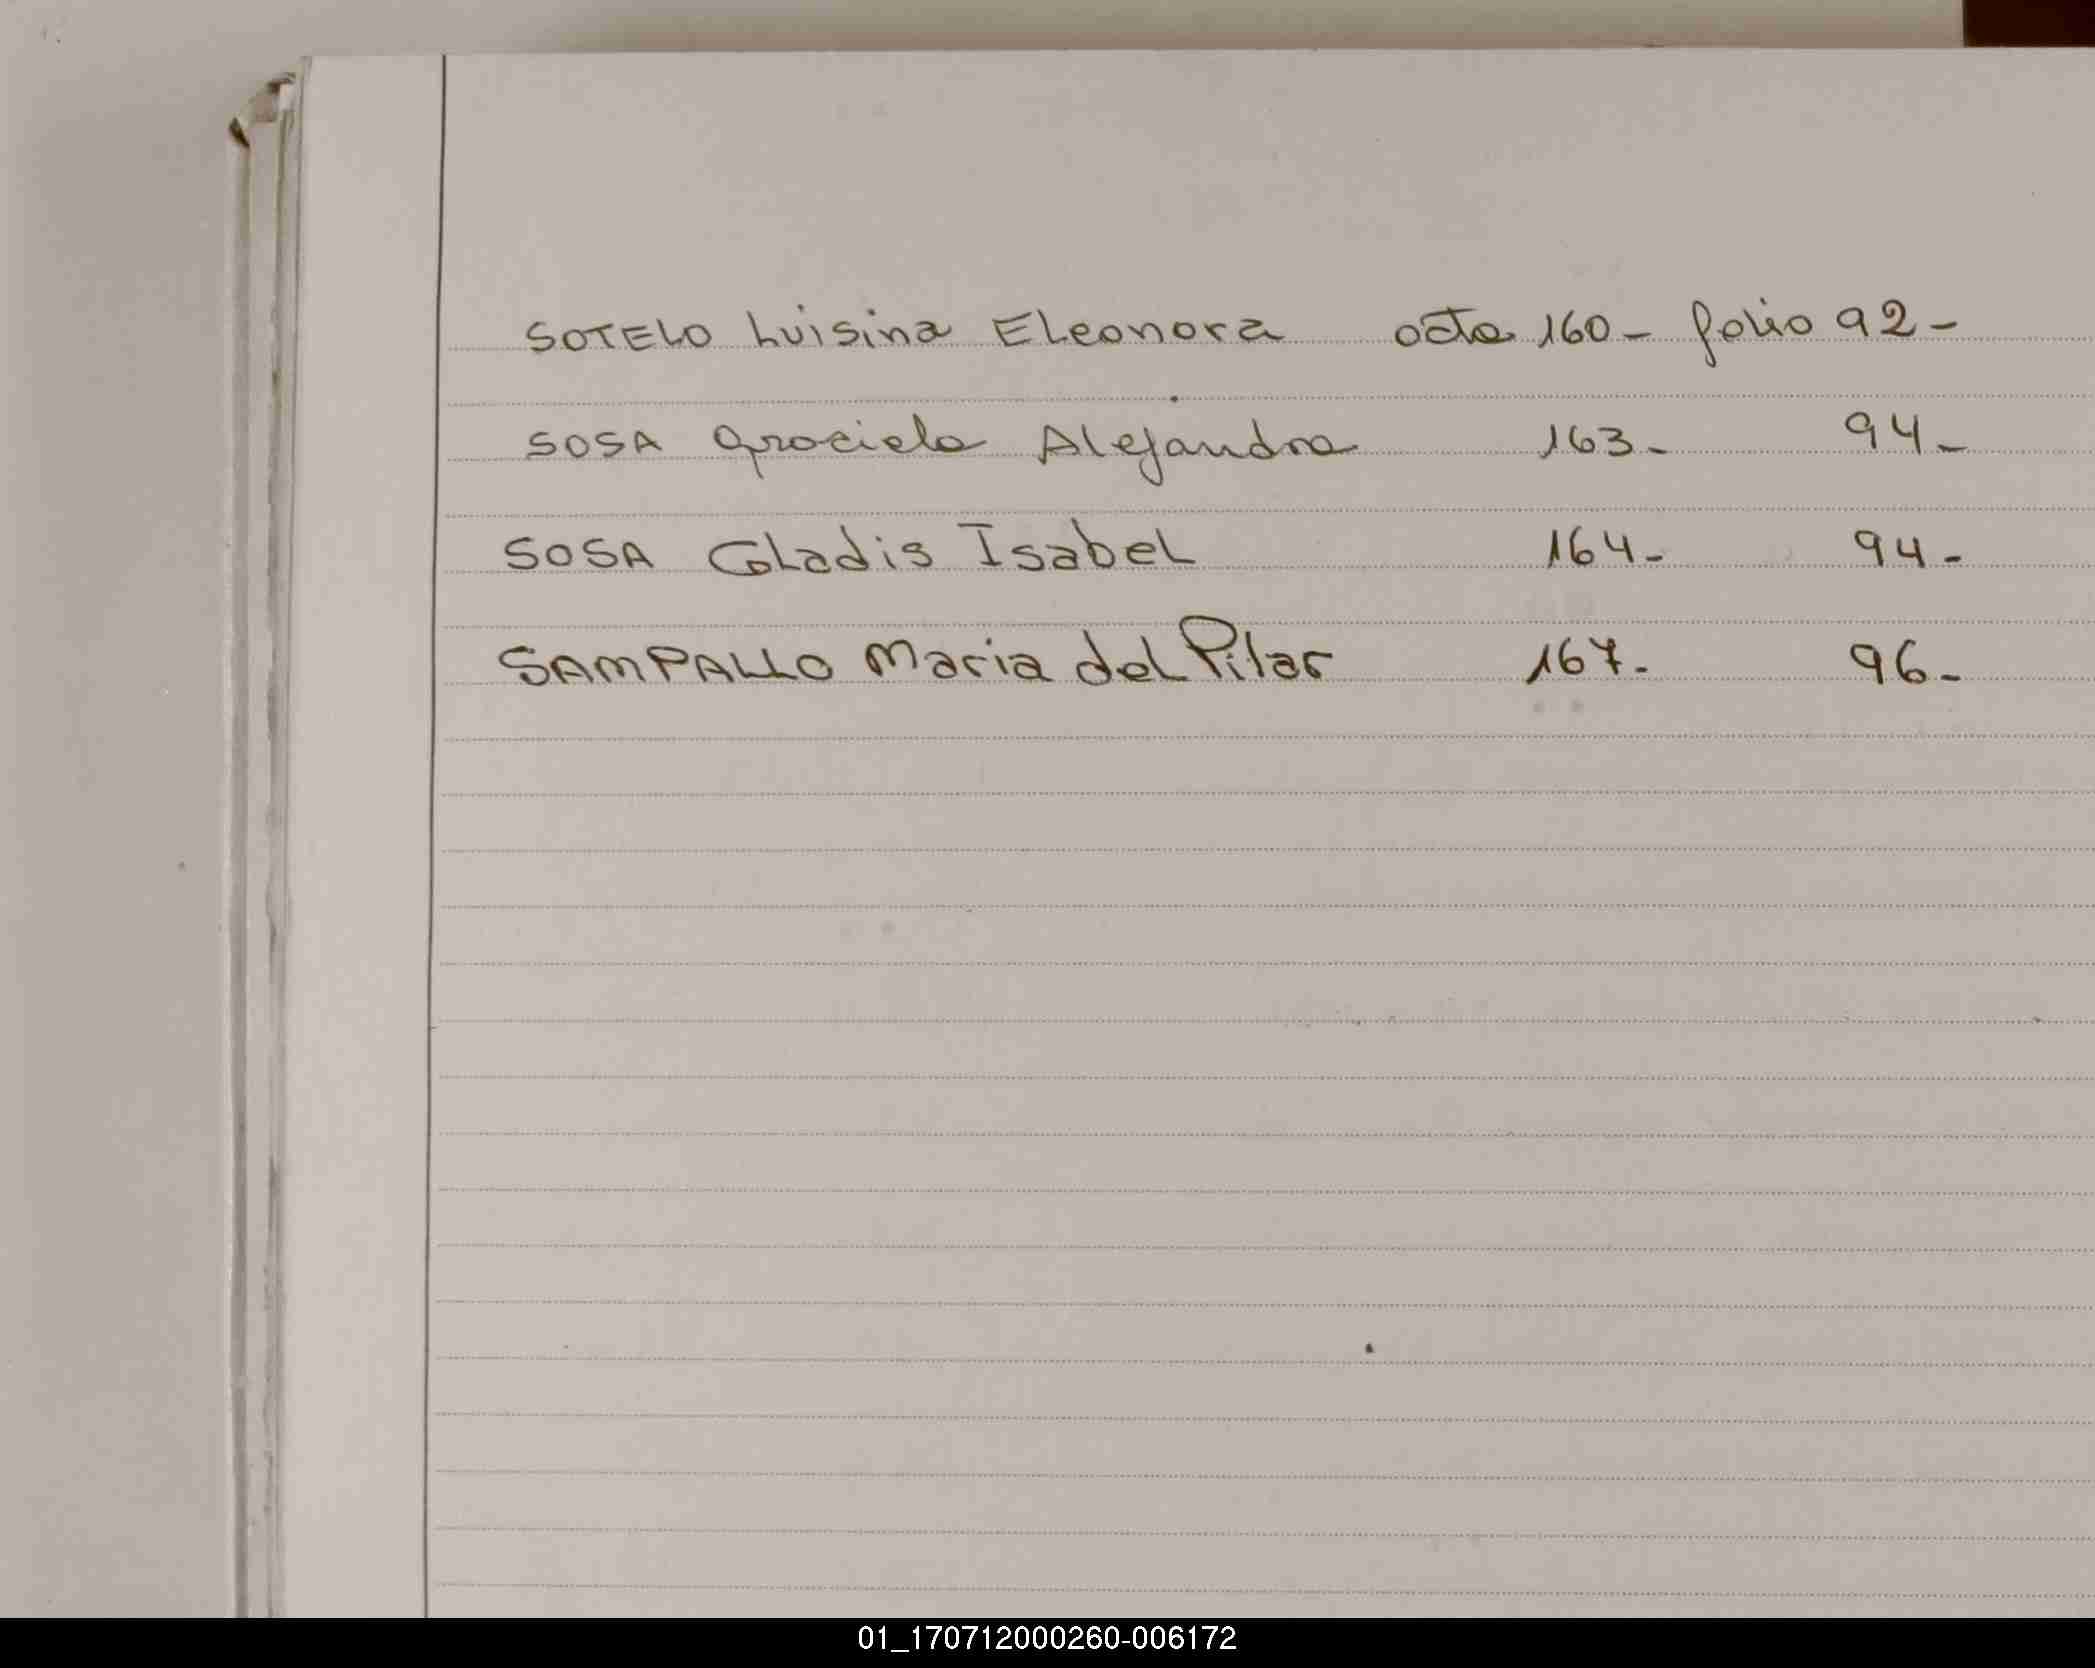 SOTELO Luisina Eleonora acta 160- folio 92-
SOSA Graciela Alejandra 163- 94-
SOSA Gladis Isabel 164- 94-
SAMPALLO Maria del Pilar 167- 96-
01_170712000260-006172